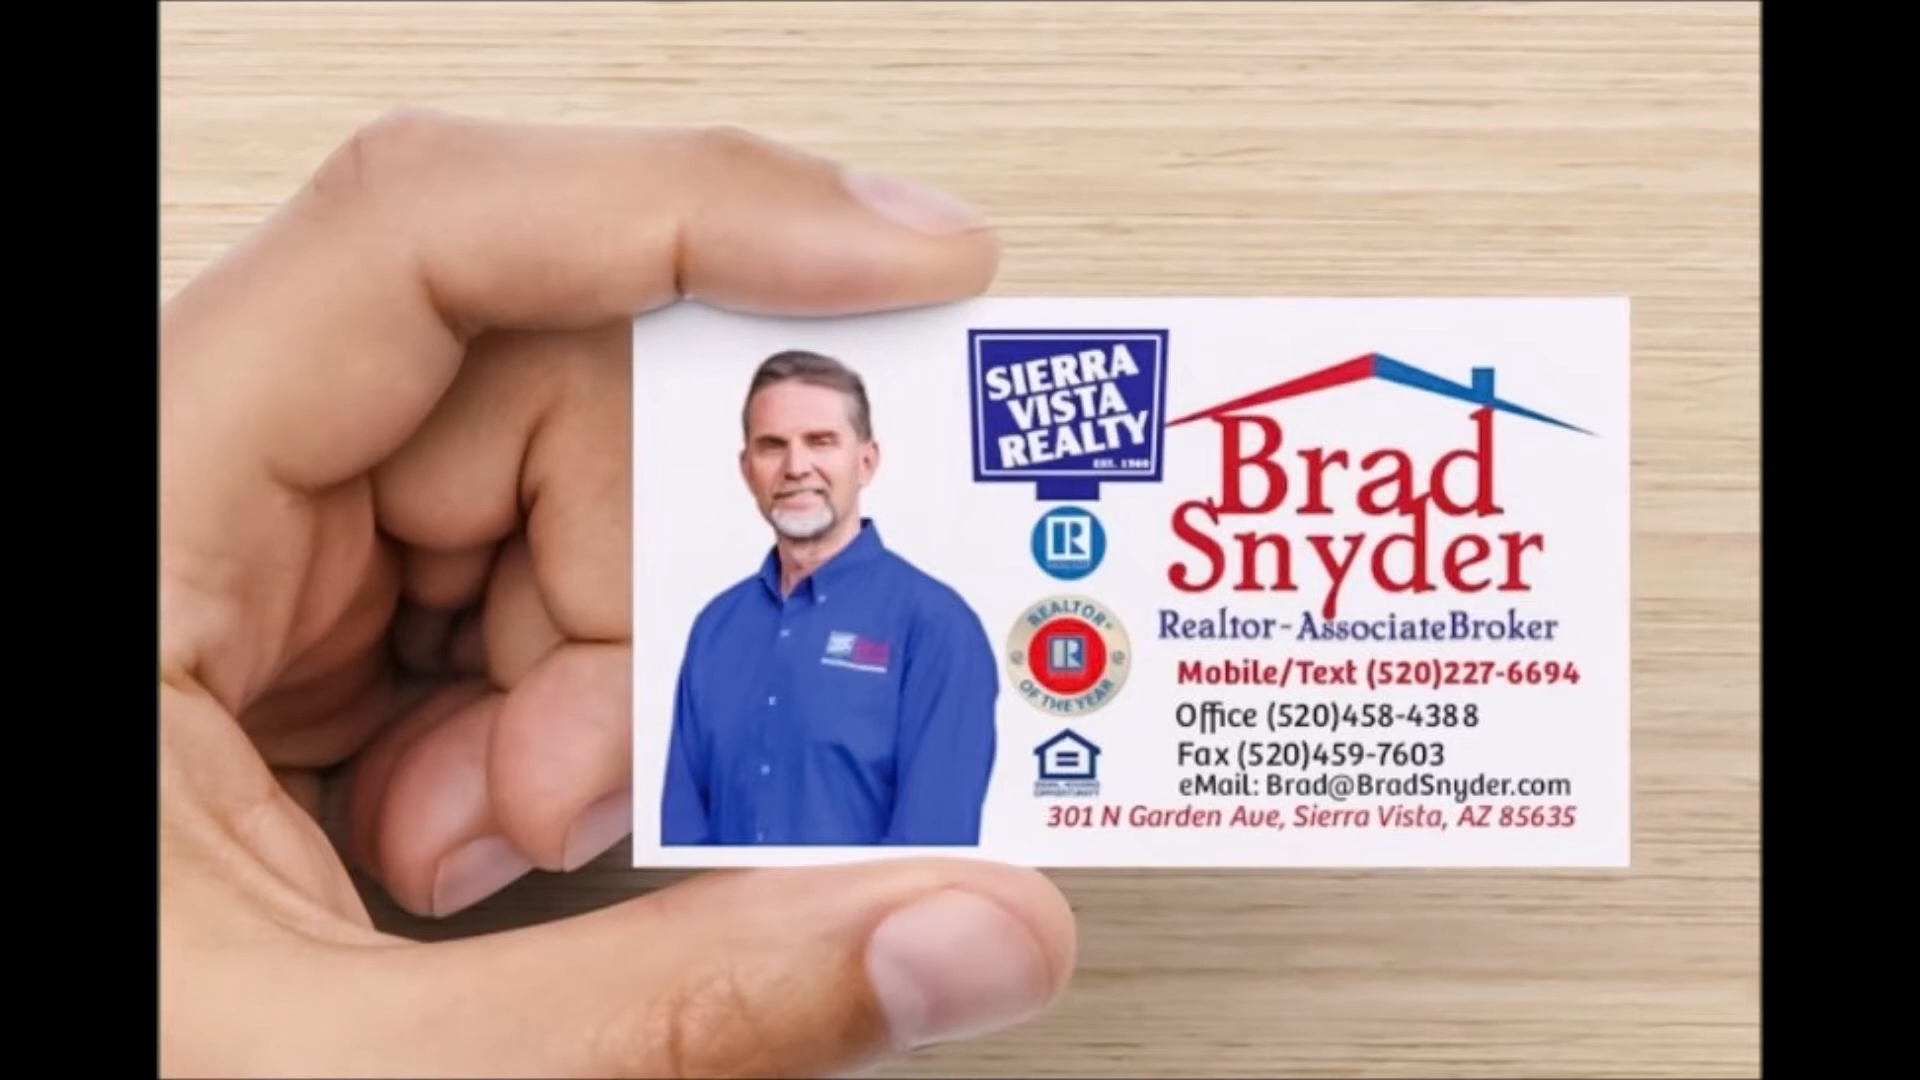 SIERRA
VISTA
REALTY
EST. 1960
REALTOR®
OF THE YEAR
Brad
Snyder
Realtor-AssociateBroker
Mobile/Text (520)227-6694
Office (520)458-4388
Fax (520)459-7603
eMail: Brad@BradSnyder.com
301 N Garden Ave, Sierra Vista, AZ 85635